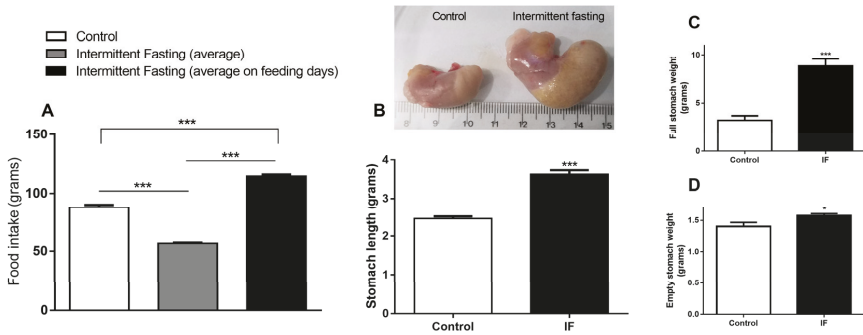 Control
Intermittent Fasting (average)
Intermittent Fasting (average on feeding days)
A
Food intake (grams)
150
100
50
0
***
***
***
Control
Intermittent fasting
8 9 10 11 12 13 14 15
B
Stomach length (grams)
4
3
2
1
0
***
Control
IF
C
Full stomach weight
(grams)
10
5
0
***
Control
IF
D
Empty stomach weight
(grams)
1.5
1.0
0.5
0.0
Control
IF